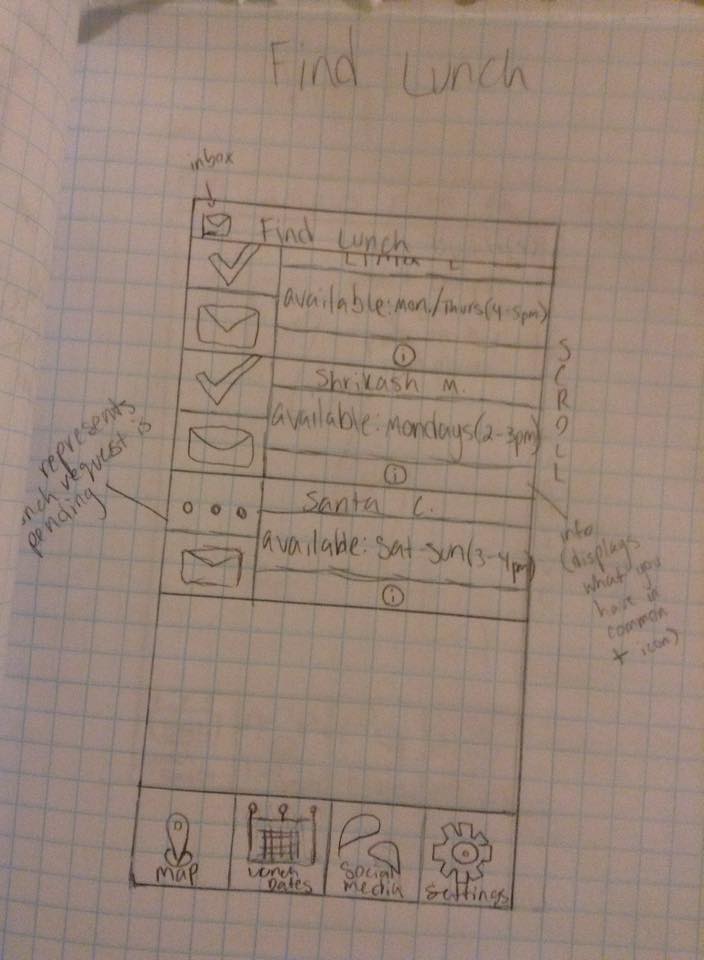 Find Lunch
inbox
Find Lunch
available: mon./Thurs(4-5pm)
i
Shrikash M.
available: mondays(2-3pm)
i
Santa C.
available: Sat-Sun(3-4pm)
i
SCROLL
represents
request is
pending
info
(displays
what you
have in
common
+ icon)
Map
Lunch
Dates
Social
media
Settings